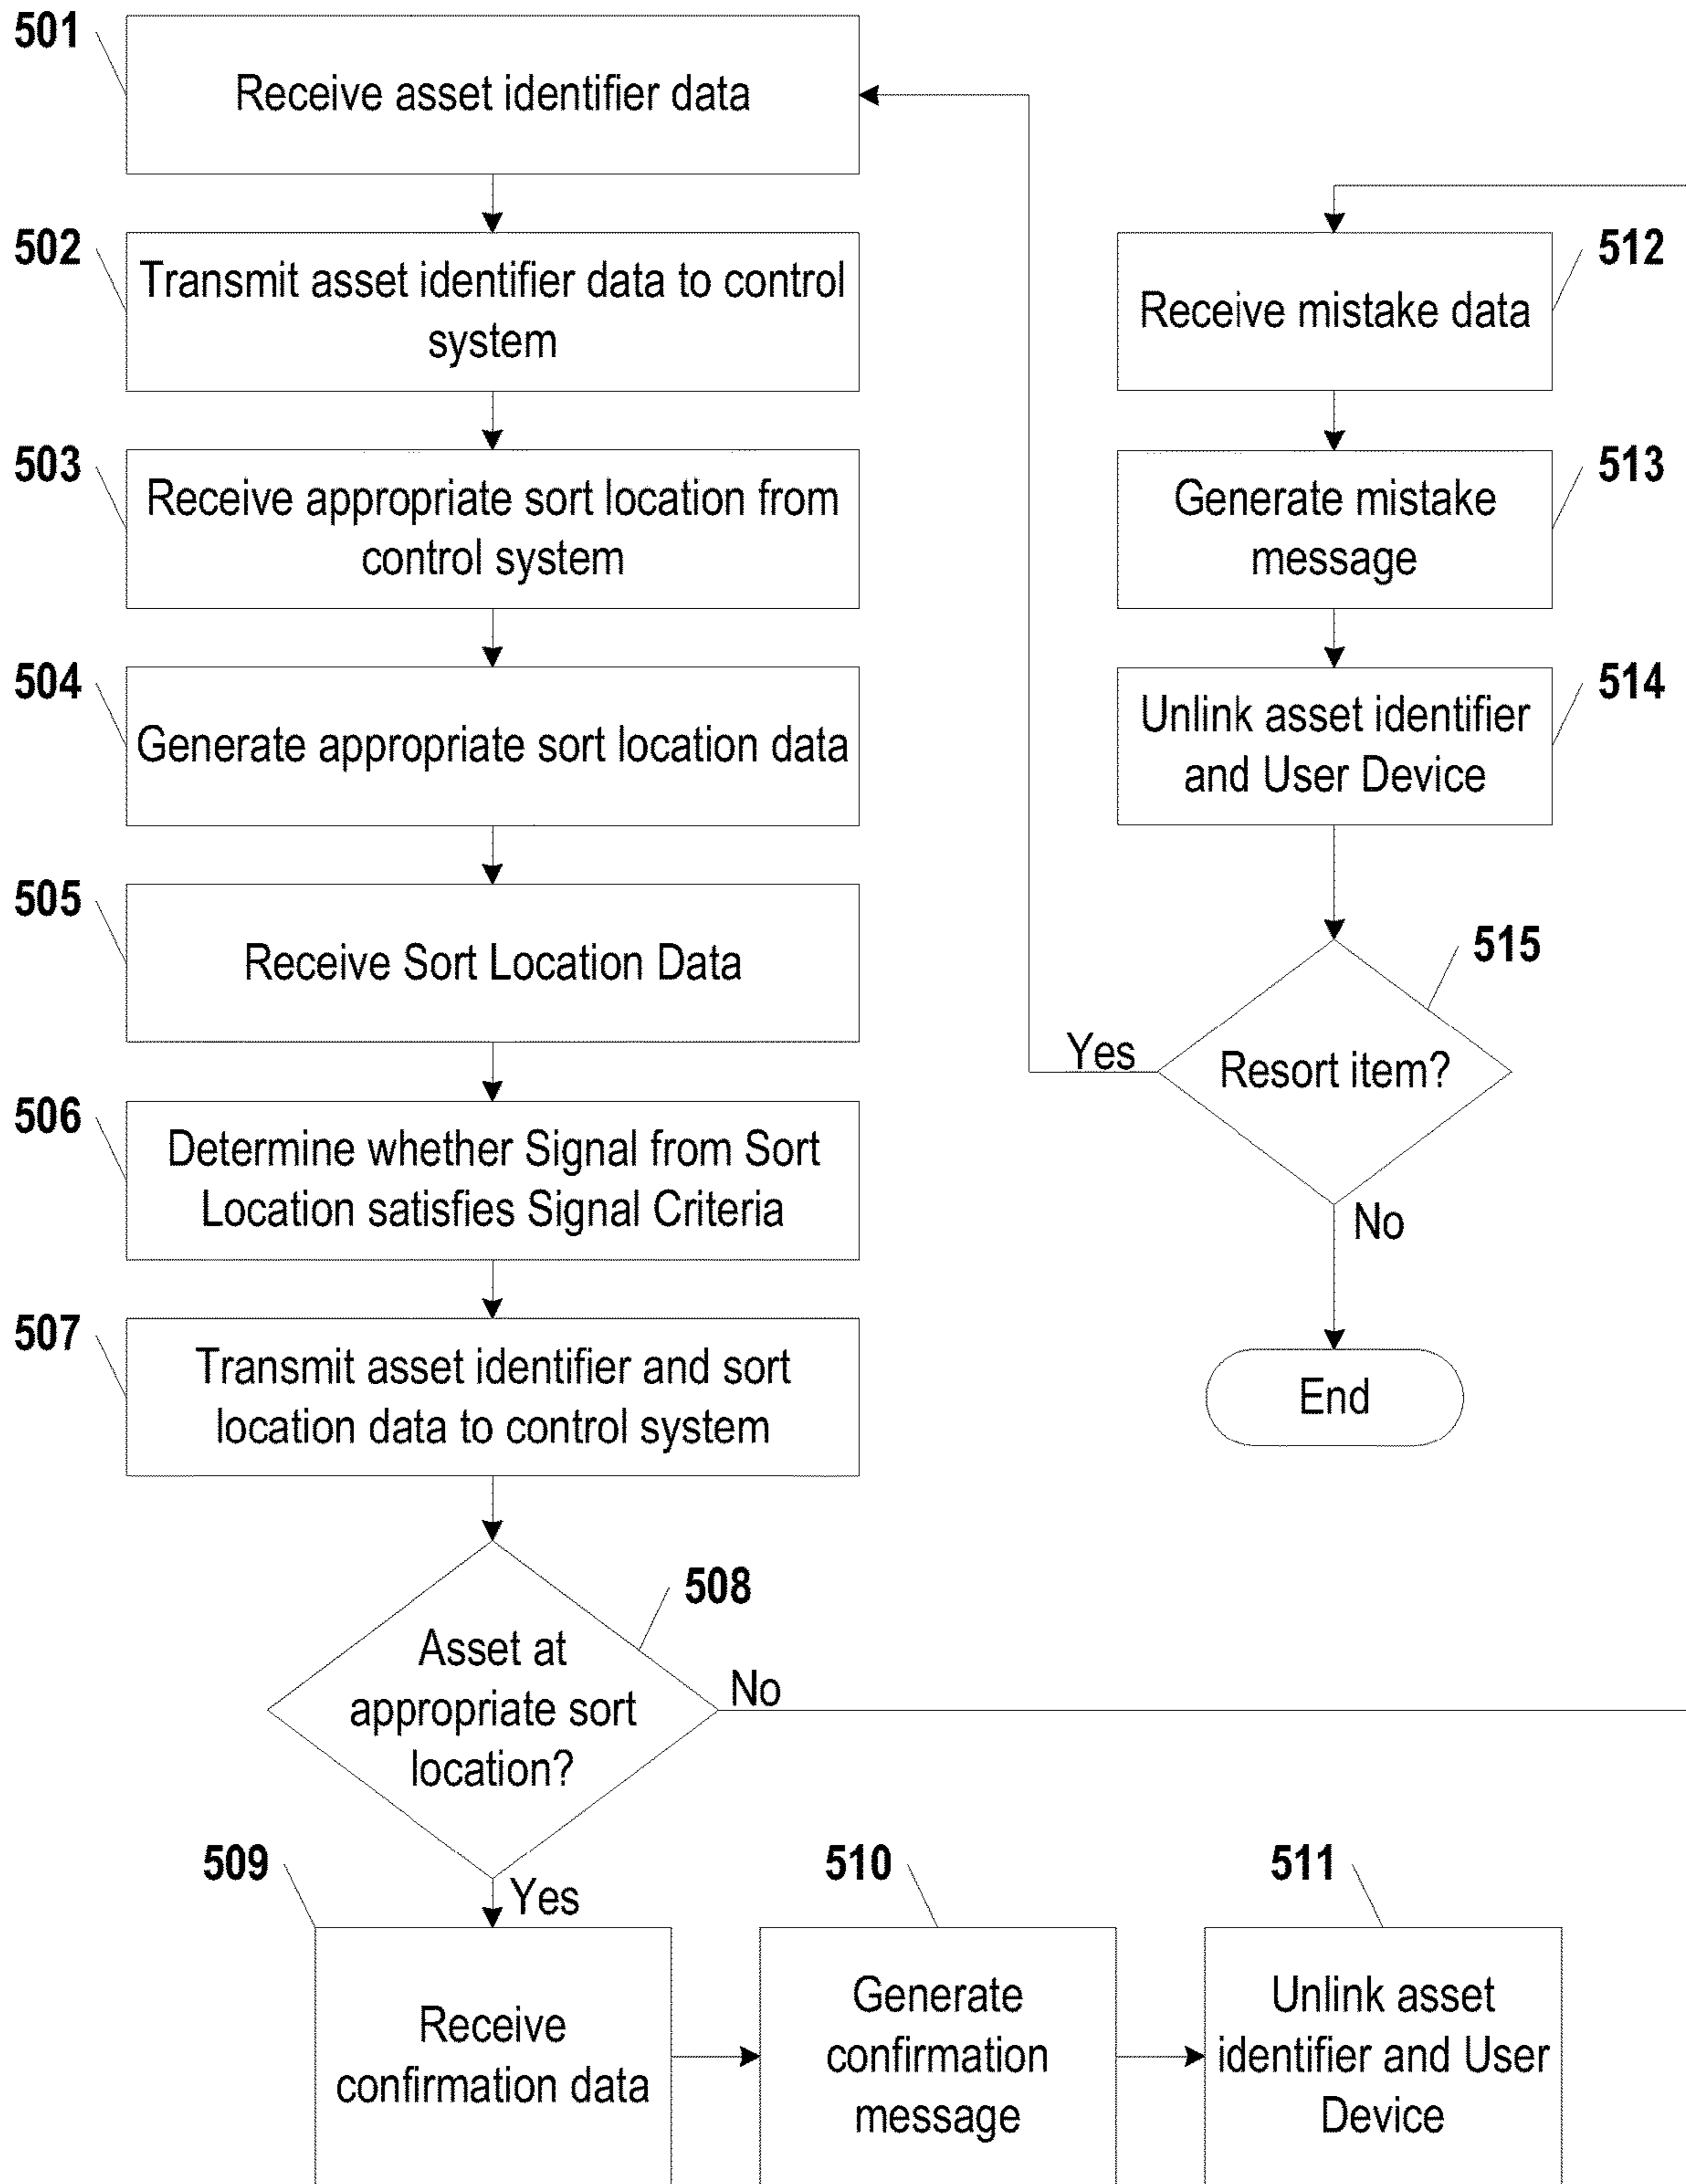 501
Receive asset identifier data
502
Transmit asset identifier data to control
system
503
Receive appropriate sort location from
control system
504
Generate appropriate sort location data
505
Receive Sort Location Data
506
Determine whether Signal from Sort
Location satisfies Signal Criteria
507
Transmit asset identifier and sort
location data to control system
508
Asset at
appropriate sort
location?
No
Yes
509
Receive
confirmation data
510
Generate
confirmation
message
511
Unlink asset
identifier and User
Device
512
Receive mistake data
513
Generate mistake
message
514
Unlink asset identifier
and User Device
515
Resort item?
Yes
No
End